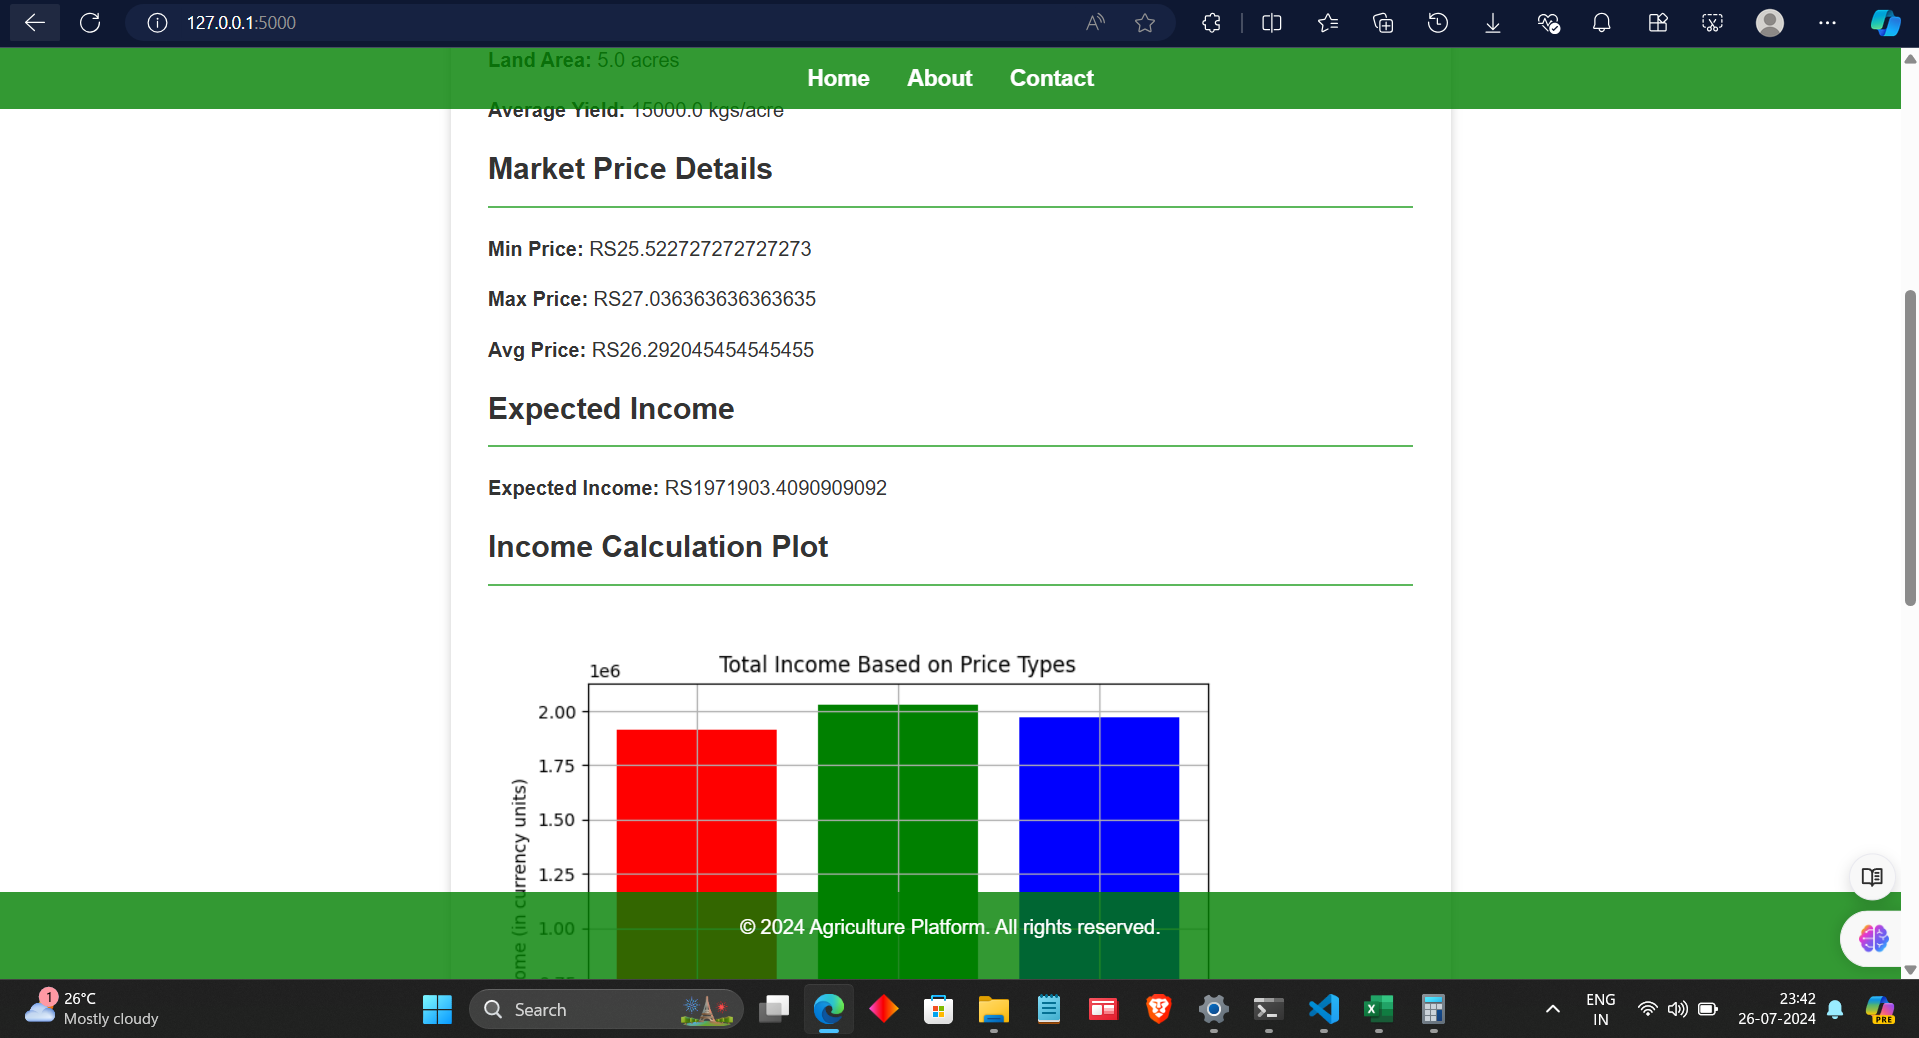 127.0.0.1:5000
Land Area: 5.0 acres
Home About Contact
Average Yield: 15000.0 kgs/acre
Market Price Details
Min Price: RS25.522727272727273
Max Price: RS27.036363636363635
Avg Price: RS26.292045454545455
Expected Income
Expected Income: RS1971903.4090909092
Income Calculation Plot
Total Income Based on Price Types
1e6
2.00
1.75
1.50
1.25
1.00
ome (in currency units)
© 2024 Agriculture Platform. All rights reserved.
1
26°C
Mostly cloudy
Search
ENG
IN
23:42
26-07-2024
PRE